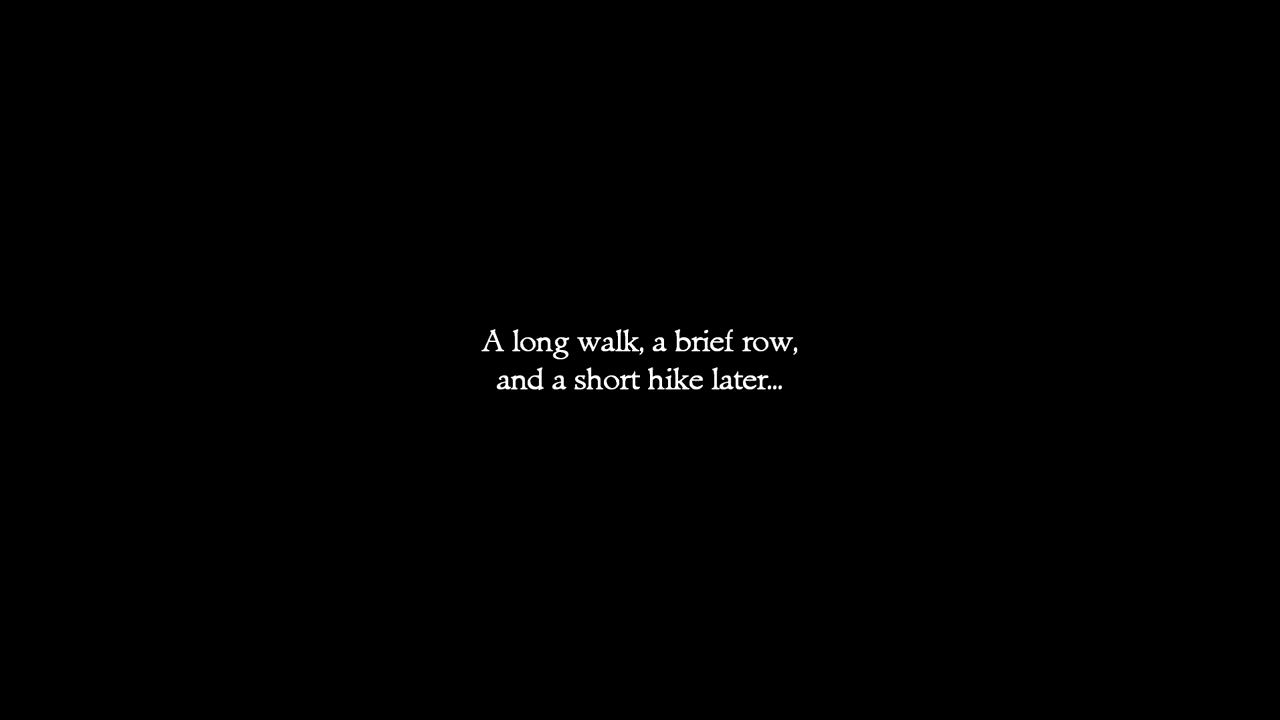 A long walk, a brief row,
and a short hike later...